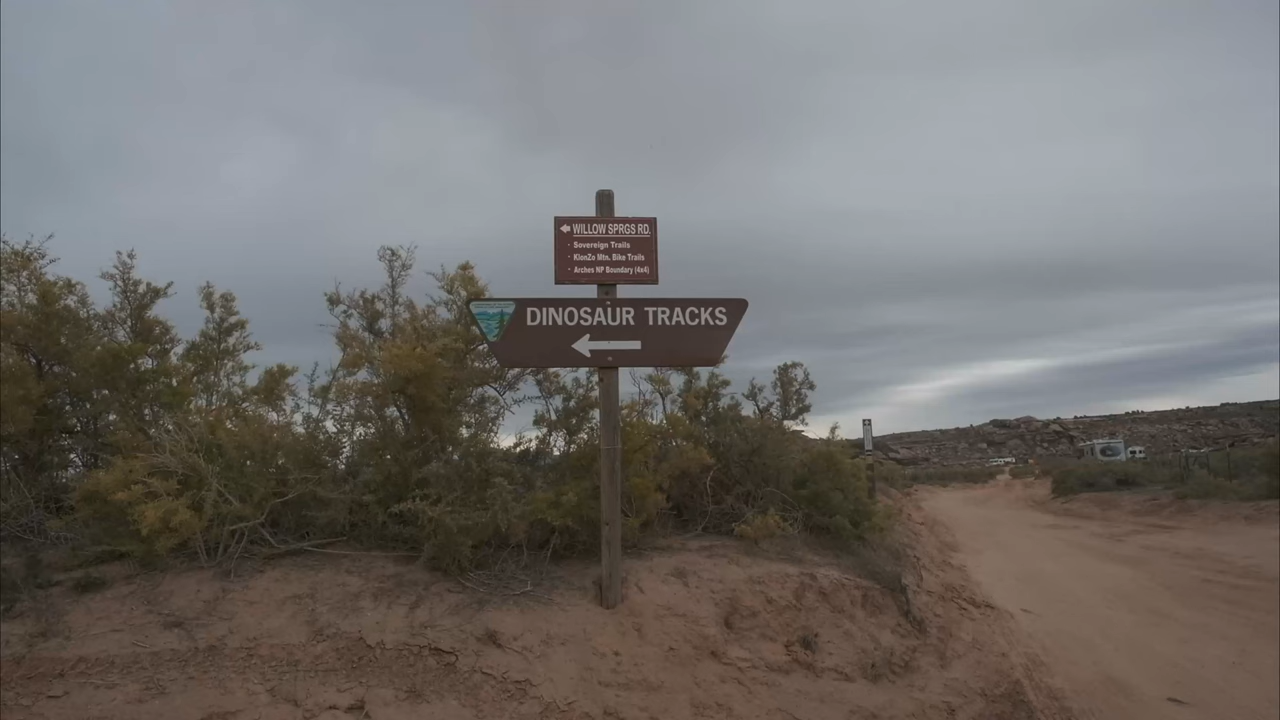 WILLOW SPRGS RD.
· Sovereign Trails
· KlonZo Mtn. Bike Trails
· Arches NP Boundary (4x4)
DINOSAUR TRACKS